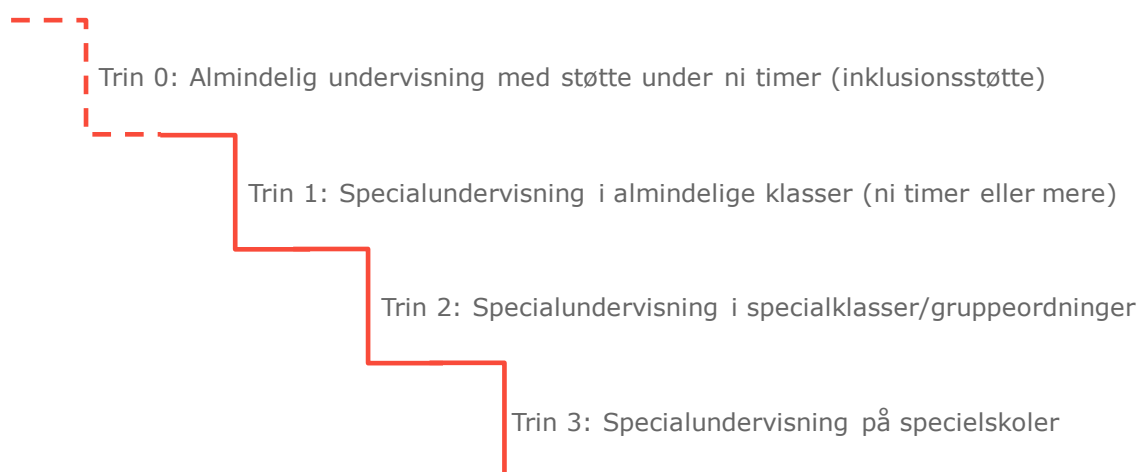 Trin 0: Almindelig undervisning med støtte under ni timer (inklusionsstøtte)
Trin 1: Specialundervisning i almindelige klasser (ni timer eller mere)
Trin 2: Specialundervisning i specialklasser/gruppeordninger
Trin 3: Specialundervisning på specielskoler